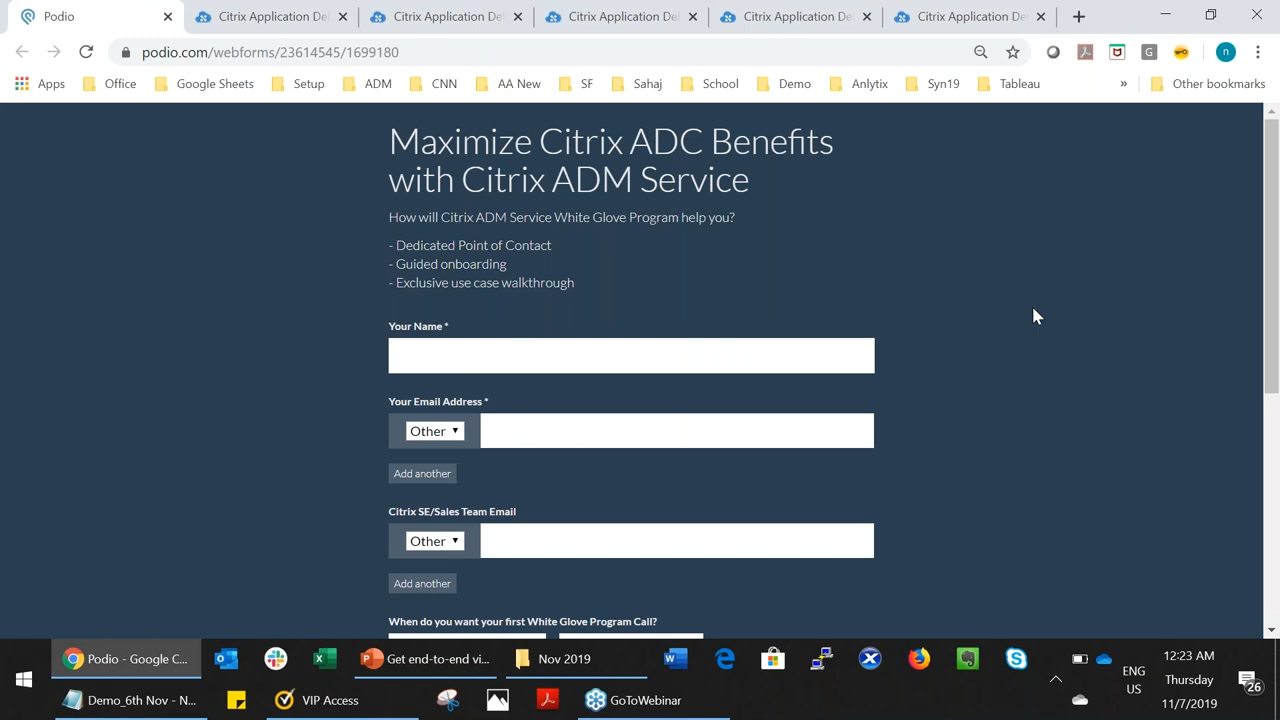 Podio
Citrix Application De
Citrix Application De
Citrix Application De
Citrix Application De
Citrix Application De
podio.com/webforms/23614545/1699180
n
Apps
Office
Google Sheets
Setup
ADM
CNN
AA New
SF
Sahaj
School
Demo
Anlytix
Syn19
Tableau
»
Other bookmarks
Maximize Citrix ADC Benefits
with Citrix ADM Service
How will Citrix ADM Service White Glove Program help you?
- Dedicated Point of Contact
- Guided onboarding
- Exclusive use case walkthrough
Your Name *
Your Email Address *
Other
Add another
Citrix SE/Sales Team Email
Other
Add another
When do you want your first White Glove Program Call?
Podio - Google C...
Get end-to-end vi...
Nov 2019
ENG
US
12:23 AM
Thursday
11/7/2019
26
Demo_6th Nov - N...
VIP Access
GoToWebinar